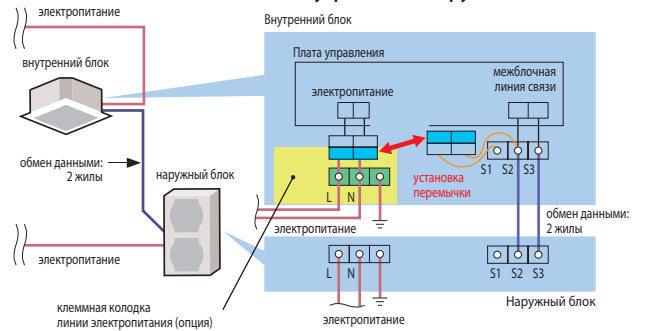 электропитание
внутренний блок
обмен данными:
2 жилы
наружный блок
электропитание
клеммная колодка
линии электропитания (опция)
Внутренний блок
Плата управления
электропитание
межблочная
линия связи
S1 S2 S3
установка
перемычки
L N
электропитание
обмен данными:
2 жилы
L N
S1 S2 S3
Наружный блок
электропитание